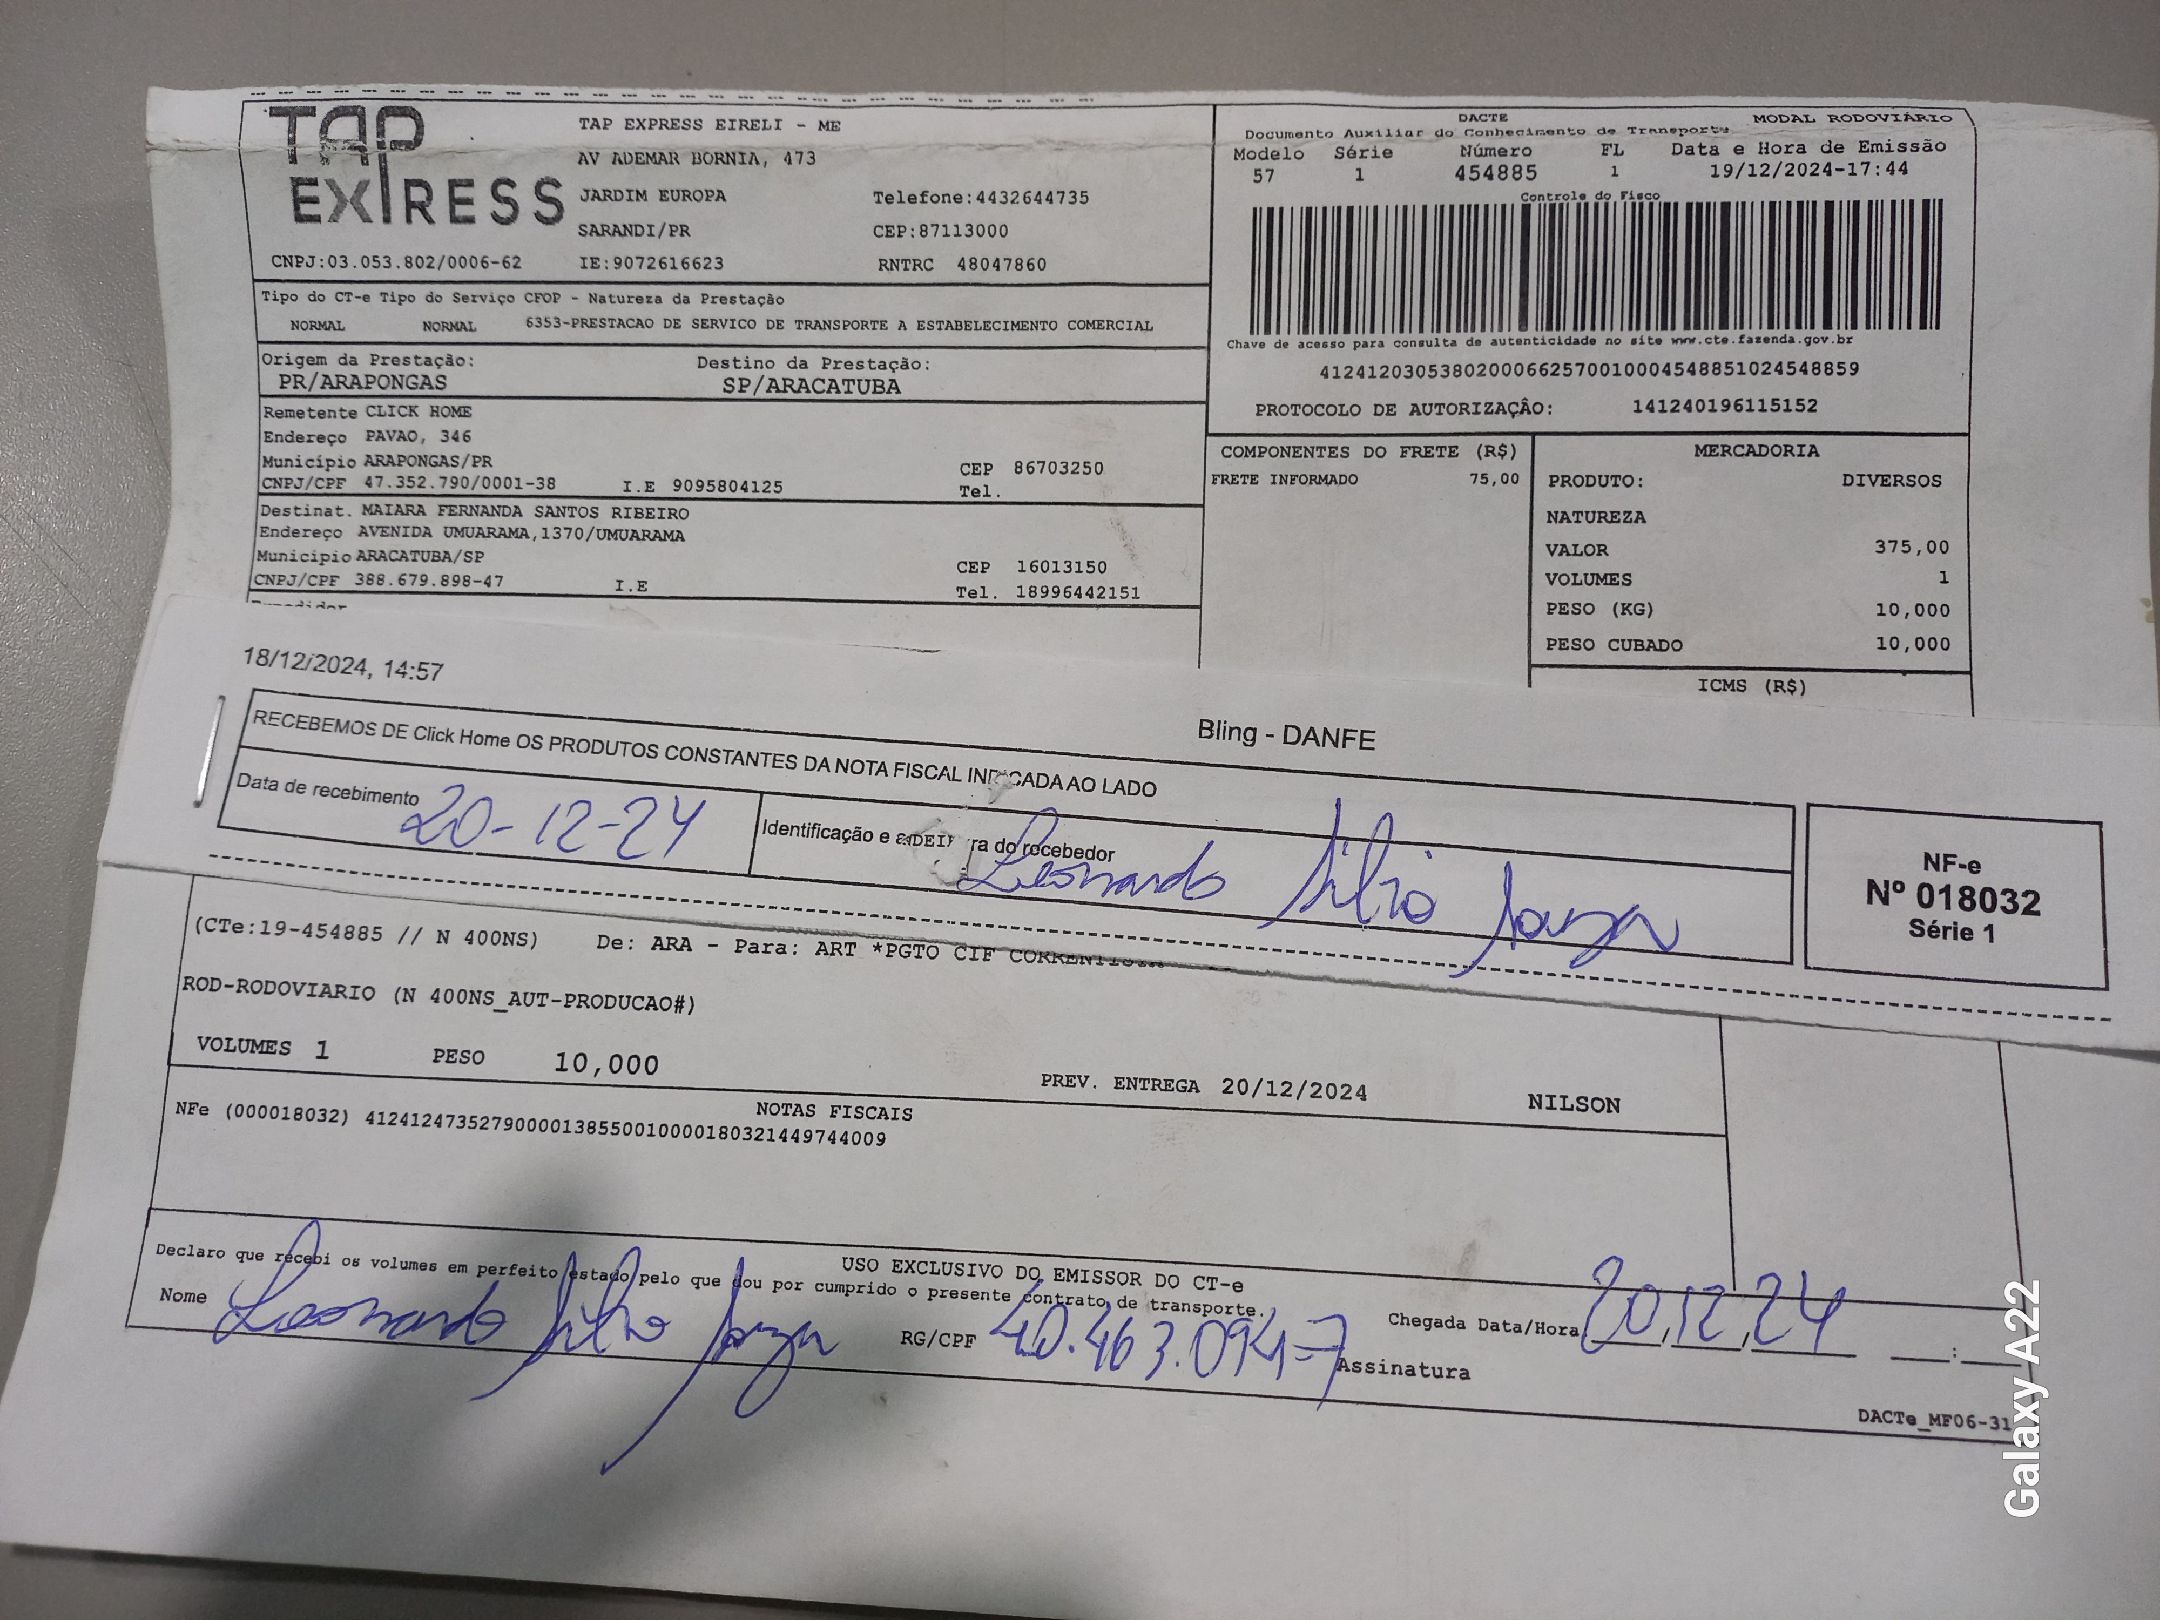 TAP EXPRESS
TAP EXPRESS EIRELI - ME
AV ADEMAR BORNIA, 473
JARDIM EUROPA Telefone:4432644735
SARANDI/PR CEP:87113000
CNPJ:03.053.802/0006-62 IE:9072616623 RNTRC 48047860
DACTE MODAL RODOVIÁRIO
Documento Auxiliar do Conhecimento de Transporte
Modelo Série Número FL Data e Hora de Emissão
57 1 454885 1 19/12/2024-17:44
Controle do Fisco
Chave de acesso para consulta de autenticidade no site www.cte.fazenda.gov.br
41241203053802000662570010004548851024548859
PROTOCOLO DE AUTORIZAÇÂO: 141240196115152
Tipo do CT-e Tipo do Serviço CFOP - Natureza da Prestação
NORMAL NORMAL 6353-PRESTACAO DE SERVICO DE TRANSPORTE A ESTABELECIMENTO COMERCIAL
Origem da Prestação: Destino da Prestação:
PR/ARAPONGAS SP/ARACATUBA
Remetente CLICK HOME
Endereço PAVAO, 346
Município ARAPONGAS/PR CEP 86703250
CNPJ/CPF 47.352.790/0001-38 I.E 9095804125 Tel.
Destinat. MAIARA FERNANDA SANTOS RIBEIRO
Endereço AVENIDA UMUARAMA,1370/UMUARAMA
Município ARACATUBA/SP CEP 16013150
CNPJ/CPF 388.679.898-47 I.E Tel. 18996442151
COMPONENTES DO FRETE (R$)
FRETE INFORMADO 75,00
MERCADORIA
PRODUTO: DIVERSOS
NATUREZA
VALOR 375,00
VOLUMES 1
PESO (KG) 10,000
PESO CUBADO 10,000
ICMS (R$)
18/12/2024, 14:57
Bling - DANFE
RECEBEMOS DE Click Home OS PRODUTOS CONSTANTES DA NOTA FISCAL INDICADA AO LADO
Data de recebimento 20-12-24
Identificação e do recebedor
Leonardo Silvio Souza
NF-e
Nº 018032
Série 1
(CTe:19-454885 // N 400NS) De: ARA - Para: ART *PGTO CIF
ROD-RODOVIARIO (N 400NS_AUT-PRODUCAO#)
VOLUMES 1 PESO 10,000 PREV. ENTREGA 20/12/2024 NILSON
NOTAS FISCAIS
NFe (000018032) 41241247352790000138550010000180321449744009
USO EXCLUSIVO DO EMISSOR DO CT-e
Declaro que recebi os volumes em perfeito estado pelo que dou por cumprido o presente contrato de transporte.
Nome Leonardo Silvio Souza RG/CPF 40.463.094-7 Chegada Data/Hora 20,12,24 :
Assinatura
DACTe_MF06-31
Galaxy A22